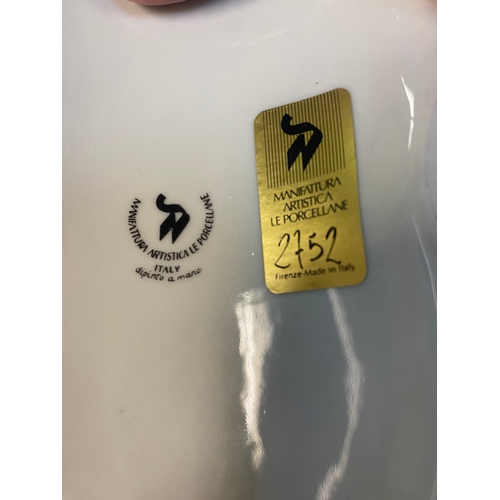 MANIFATTURA ARTISTICA LE PORCELLANE
ITALY
dipinto a mano
MANIFATTURA
ARTISTICA
LE PORCELLANE
2752
Firenze Made in Italy